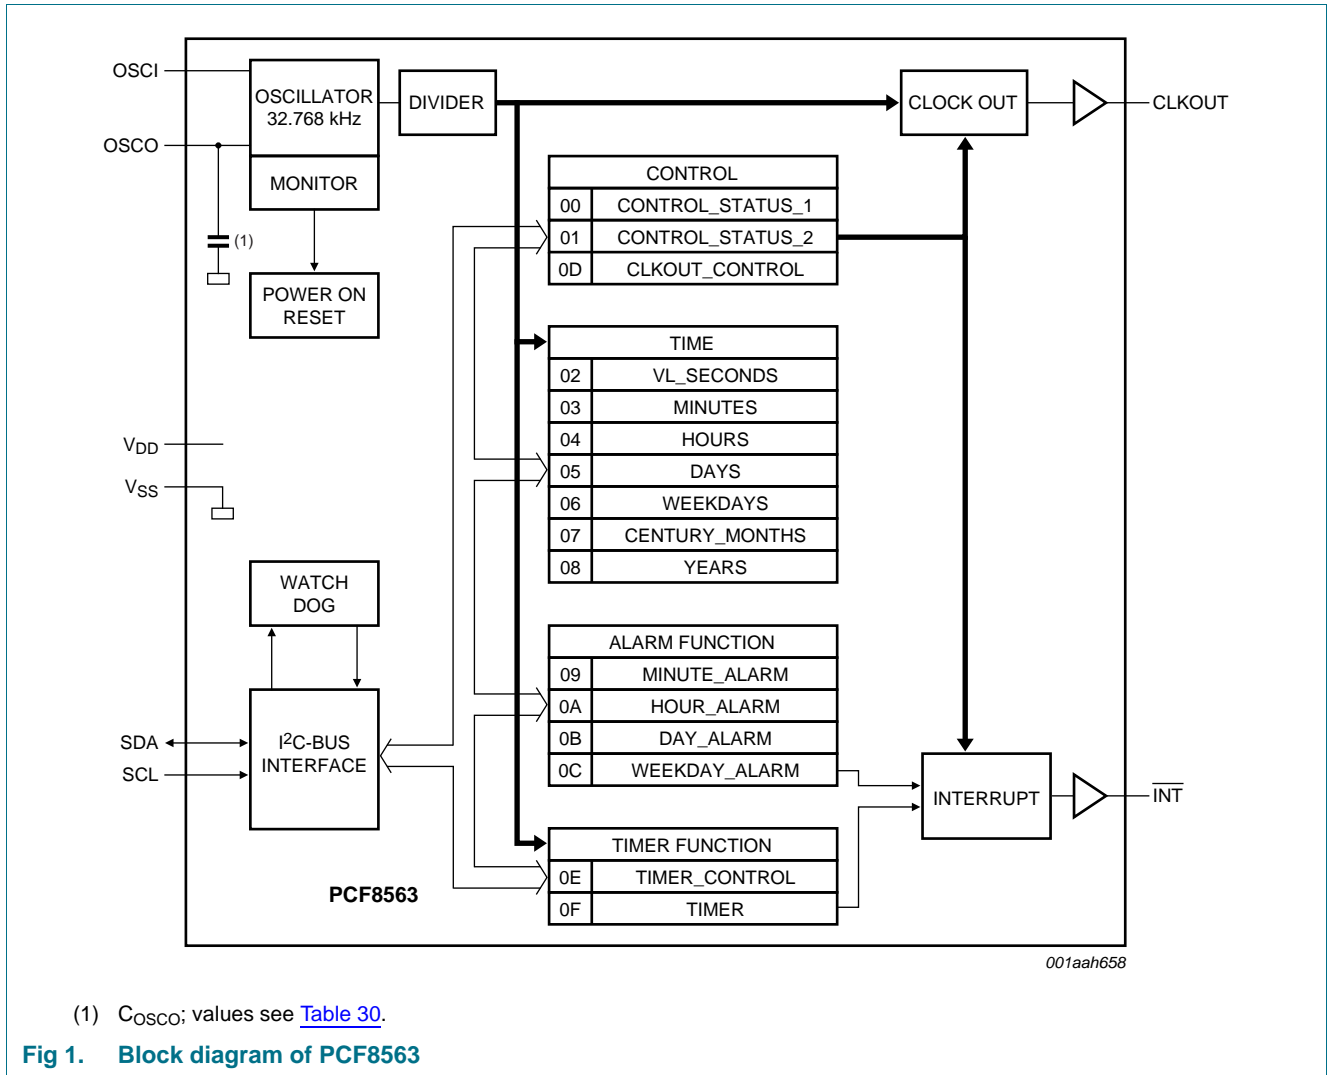 OSCI
OSCO
OSCILLATOR
32.768 kHz
MONITOR
DIVIDER
CLOCK OUT
CLKOUT
(1)
POWER ON
RESET
CONTROL
00 CONTROL_STATUS_1
01 CONTROL_STATUS_2
0D CLKOUT_CONTROL
TIME
02 VL_SECONDS
03 MINUTES
04 HOURS
05 DAYS
06 WEEKDAYS
07 CENTURY_MONTHS
08 YEARS
VDD
VSS
WATCH
DOG
ALARM FUNCTION
09 MINUTE_ALARM
0A HOUR_ALARM
0B DAY_ALARM
0C WEEKDAY_ALARM
SDA
SCL
I2C-BUS
INTERFACE
INTERRUPT
INT
TIMER FUNCTION
0E TIMER_CONTROL
0F TIMER
PCF8563
001aah658
(1) COSCO; values see Table 30.
Fig 1. Block diagram of PCF8563